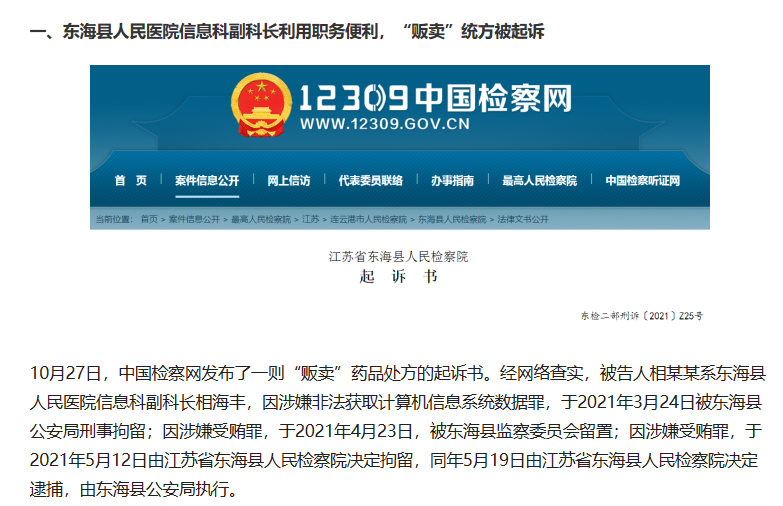 一、东海县人民医院信息科副科长利用职务便利，“贩卖”统方被起诉
12309中国检察网
WWW.12309.GOV.CN
首 页 案件信息公开 网上信访 代表委员联络 办事指南 最高人民检察院 中国检察听证网
当前位置： 首页 > 案件信息公开 > 最高人民检察院 > 江苏 > 连云港市人民检察院 > 东海县人民检察院 > 法律文书公开
江苏省东海县人民检察院
起 诉 书
东检二部刑诉〔2021〕Z25号
10月27日，中国检察网发布了一则“贩卖”药品处方的起诉书。经网络查实，被告人相某某系东海县
人民医院信息科副科长相海丰，因涉嫌非法获取计算机信息系统数据罪，于2021年3月24日被东海县
公安局刑事拘留；因涉嫌受贿罪，于2021年4月23日，被东海县监察委员会留置；因涉嫌受贿罪，于
2021年5月12日由江苏省东海县人民检察院决定拘留，同年5月19日由江苏省东海县人民检察院决定
逮捕，由东海县公安局执行。